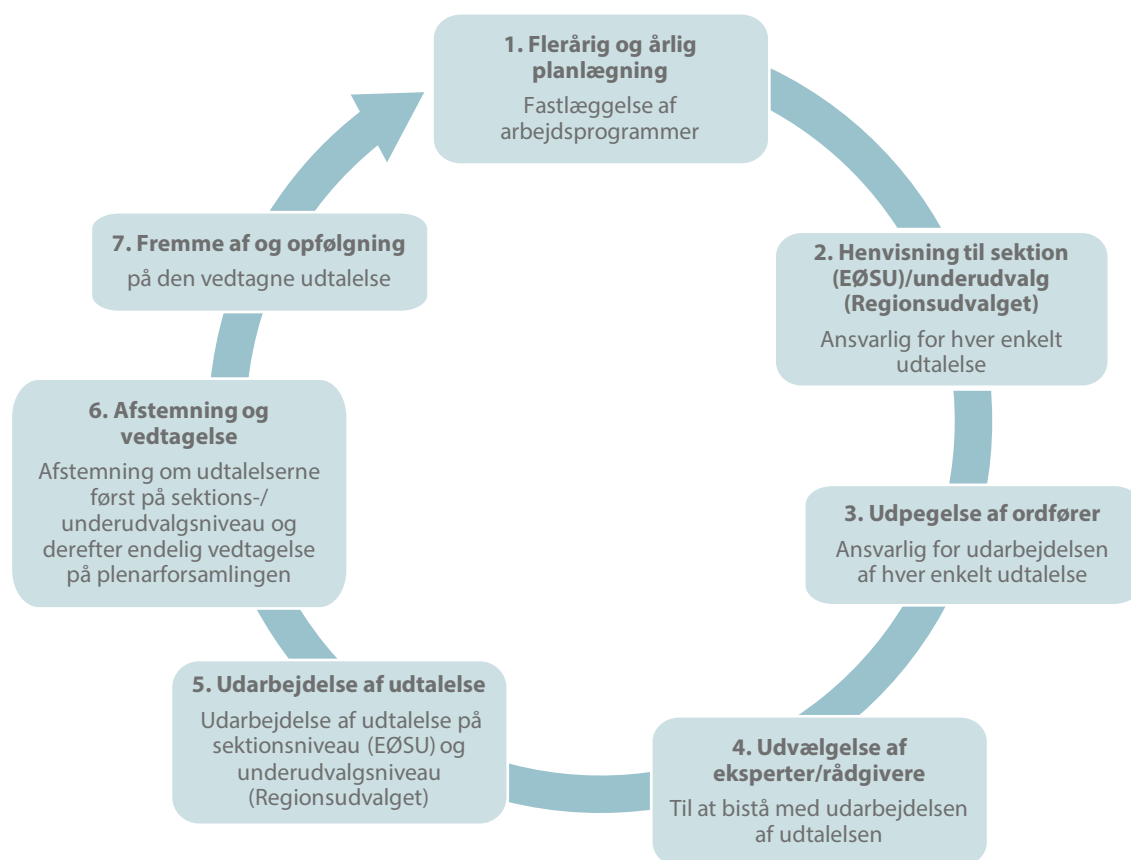 1. Flerårig og årlig
planlægning
Fastlæggelse af
arbejdsprogrammer
2. Henvisning til sektion
(EØSU)/underudvalg
(Regionsudvalget)
Ansvarlig for hver enkelt
udtalelse
3. Udpegelse af ordfører
Ansvarlig for udarbejdelsen
af hver enkelt udtalelse
4. Udvælgelse af
eksperter/rådgivere
Til at bistå med udarbejdelsen
af udtalelsen
5. Udarbejdelse af udtalelse
Udarbejdelse af udtalelse på
sektionsniveau (EØSU) og
underudvalgsniveau
(Regionsudvalget)
6. Afstemning og
vedtagelse
Afstemning om udtalelserne
først på sektions-/
underudvalgsniveau og
derefter endelig vedtagelse
på plenarforsamlingen
7. Fremme af og opfølgning
på den vedtagne udtalelse